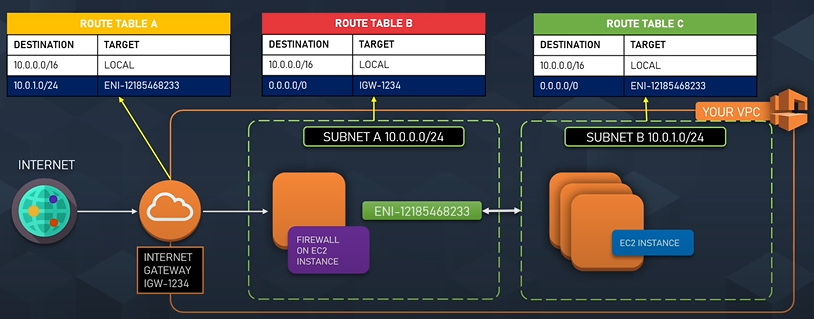 ROUTE TABLE A
DESTINATION TARGET
10.0.0.0/16 LOCAL
10.0.1.0/24 ENI-12185468233
ROUTE TABLE B
DESTINATION TARGET
10.0.0.0/16 LOCAL
0.0.0.0/0 IGW-1234
ROUTE TABLE C
DESTINATION TARGET
10.0.0.0/16 LOCAL
0.0.0.0/0 ENI-12185468233
YOUR VPC
SUBNET A 10.0.0.0/24
SUBNET B 10.0.1.0/24
INTERNET
ENI-12185468233
FIREWALL
ON EC2
INSTANCE
EC2 INSTANCE
INTERNET
GATEWAY
IGW-1234